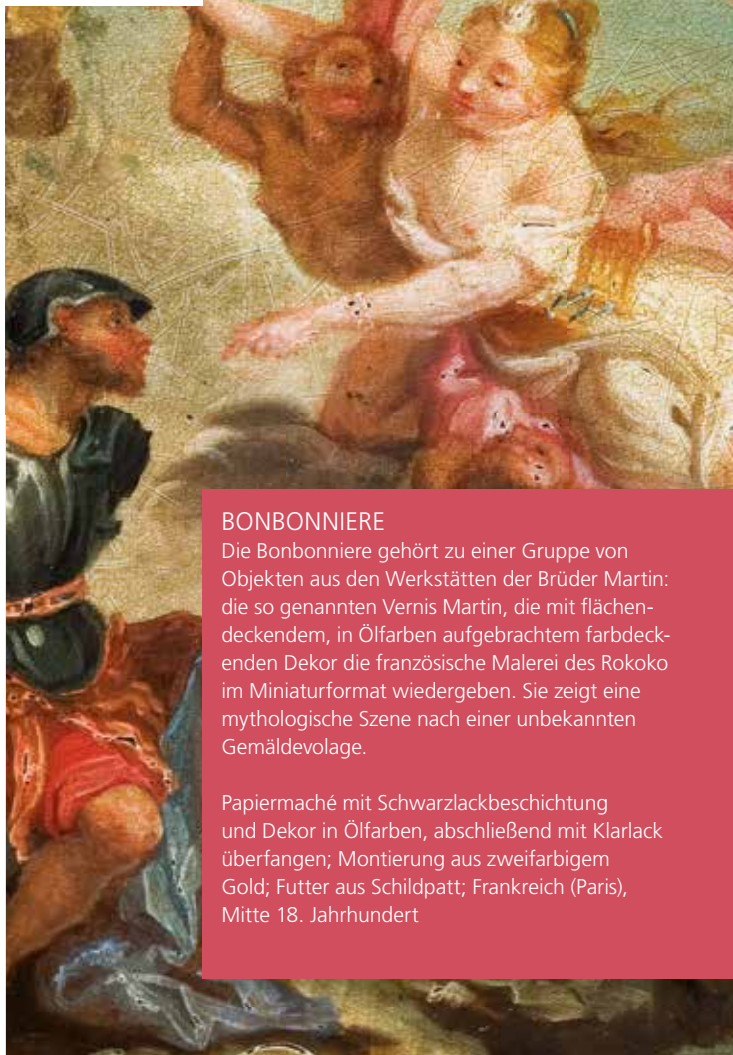 BONBONNIERE
Die Bonbonniere gehört zu einer Gruppe von
Objekten aus den Werkstätten der Brüder Martin:
die so genannten Vernis Martin, die mit flächen-
deckendem, in Ölfarben aufgebrachtem farbdeck-
enden Dekor die französische Malerei des Rokoko
im Miniaturformat wiedergeben. Sie zeigt eine
mythologische Szene nach einer unbekannten
Gemäldevolage.
Papiermaché mit Schwarzlackbeschichtung
und Dekor in Ölfarben, abschließend mit Klarlack
überfangen; Montierung aus zweifarbigem
Gold; Futter aus Schildpatt; Frankreich (Paris),
Mitte 18. Jahrhundert